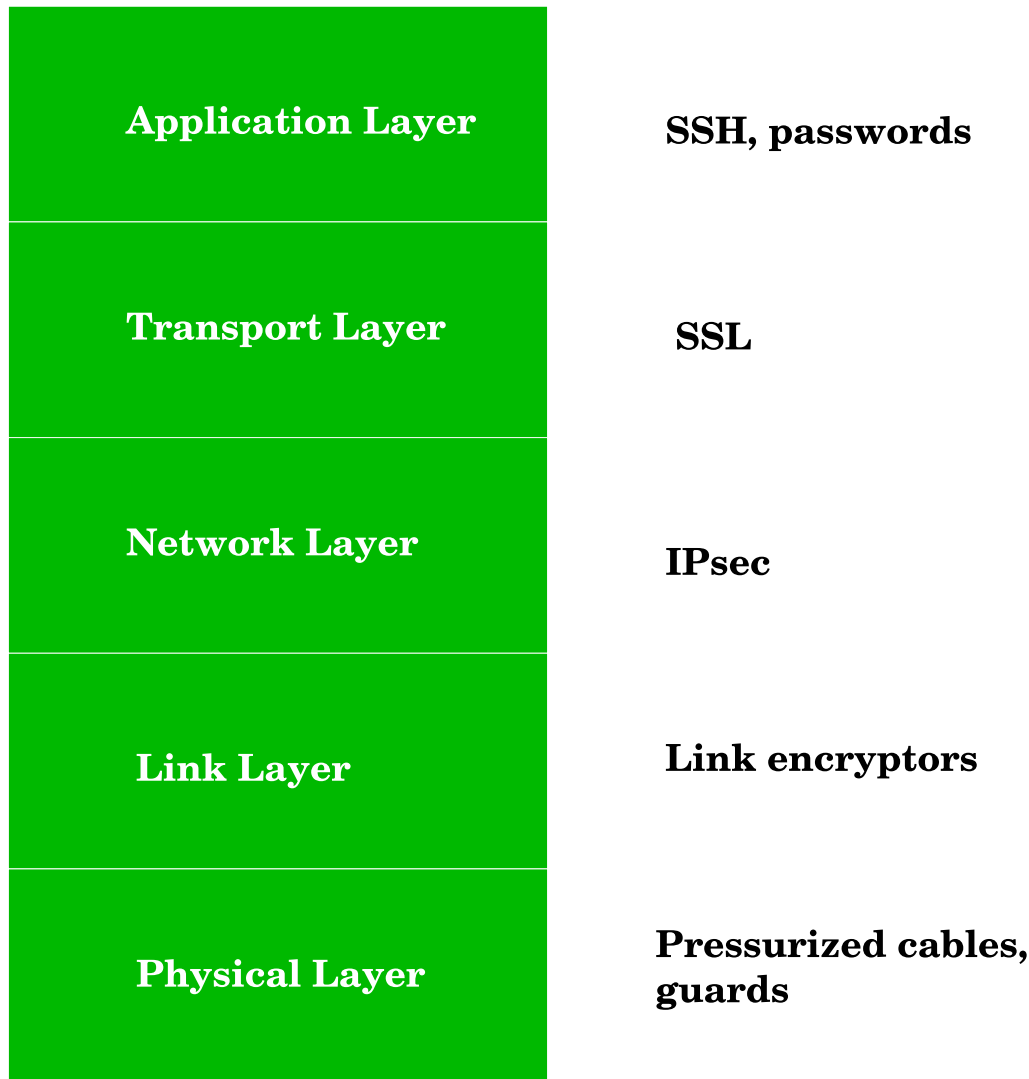 Application Layer
SSH, passwords
Transport Layer
SSL
Network Layer
IPsec
Link Layer
Link encryptors
Physical Layer
Pressurized cables,
guards